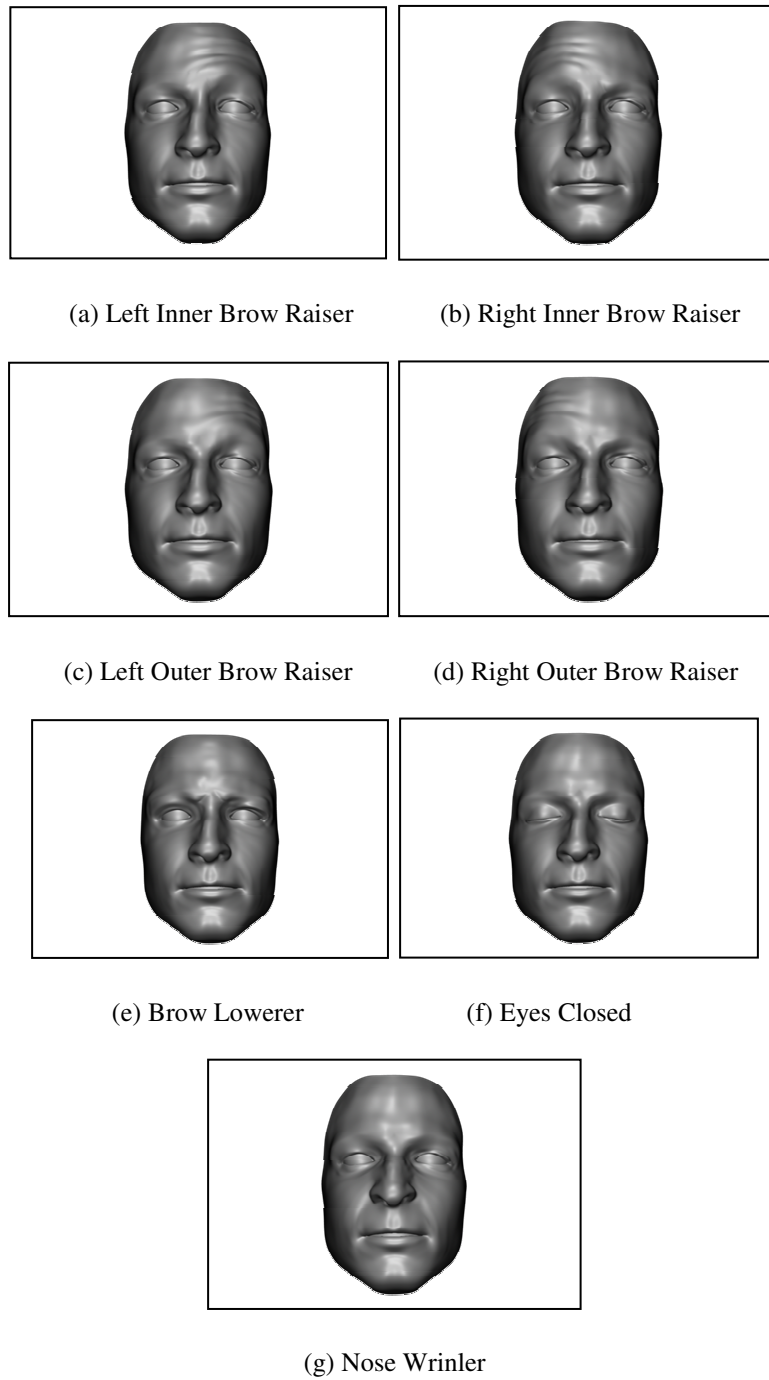 (a) Left Inner Brow Raiser
(b) Right Inner Brow Raiser
(c) Left Outer Brow Raiser
(d) Right Outer Brow Raiser
(e) Brow Lowerer
(f) Eyes Closed
(g) Nose Wrinler